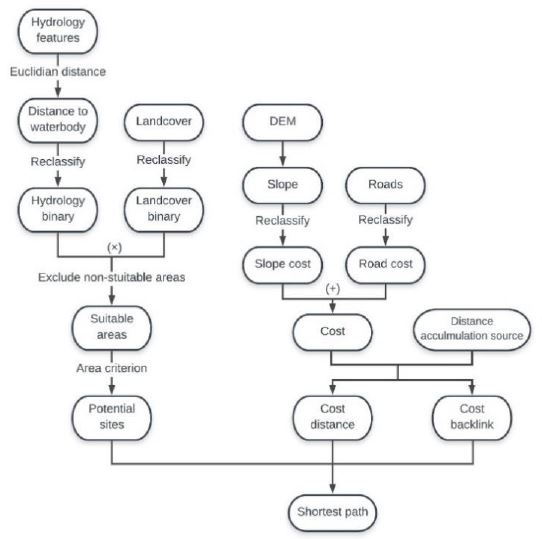 Hydrology
features
Euclidian distance
Distance to
waterbody
Landcover
DEM
Reclassify
Reclassify
Slope
Roads
Hydrology
binary
Landcover
binary
Reclassify
Reclassify
(×)
Exclude non-stuitable areas
Slope cost
Road cost
(+)
Suitable
areas
Cost
Distance
acculmulation source
Area criterion
Potential
sites
Cost
distance
Cost
backlink
Shortest path